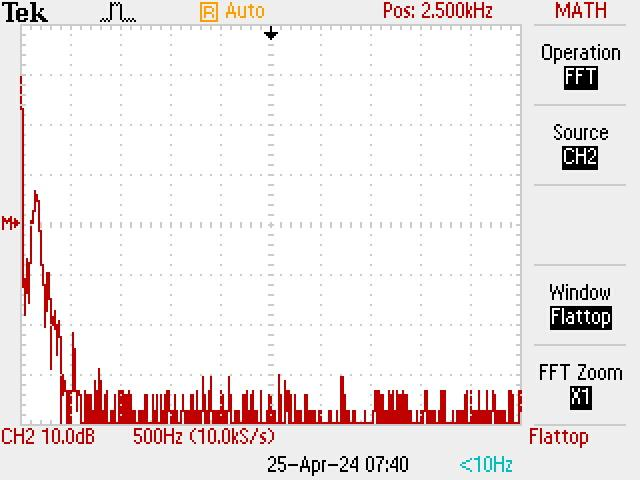 Tek R Auto Pos: 2.500kHz MATH
Operation
FFT
Source
CH2
M
Window
Flattop
FFT Zoom
X1
CH2 10.0dB 500Hz (10.0kS/s) Flattop
25-Apr-24 07:40 <10Hz